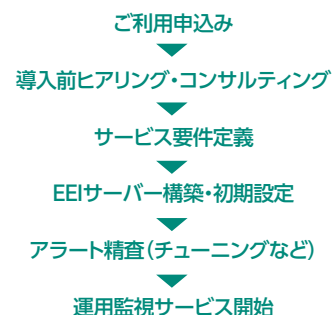 ご利用申込み
導入前ヒアリング・コンサルティング
サービス要件定義
EEIサーバー構築・初期設定
アラート精査(チューニングなど)
運用監視サービス開始